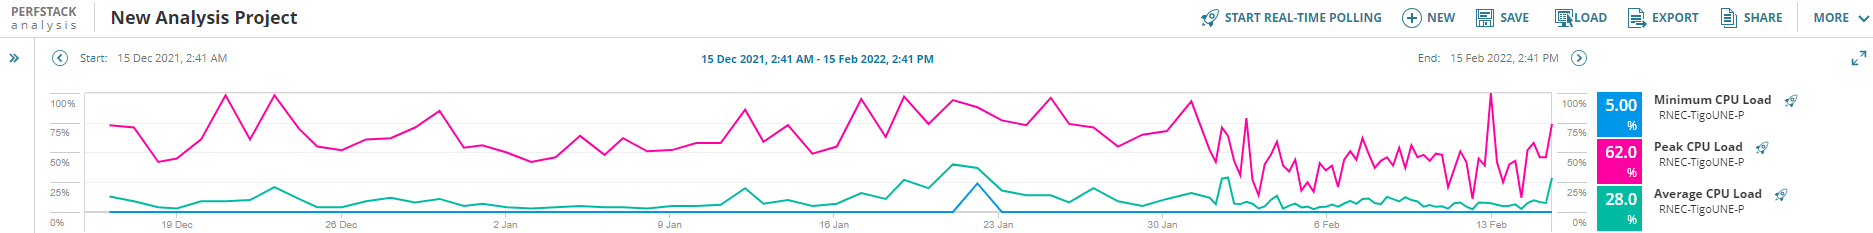 PERFSTACK
analysis
New Analysis Project
START REAL-TIME POLLING
NEW
SAVE
LOAD
EXPORT
SHARE
MORE
Start: 15 Dec 2021, 2:41 AM
15 Dec 2021, 2:41 AM - 15 Feb 2022, 2:41 PM
End: 15 Feb 2022, 2:41 PM
100%
75%
50%
25%
0%
19 Dec
26 Dec
2 Jan
9 Jan
16 Jan
23 Jan
30 Jan
6 Feb
13 Feb
100%
75%
50%
25%
0%
5.00
%
Minimum CPU Load
RNEC-TigoUNE-P
62.0
%
Peak CPU Load
RNEC-TigoUNE-P
28.0
%
Average CPU Load
RNEC-TigoUNE-P